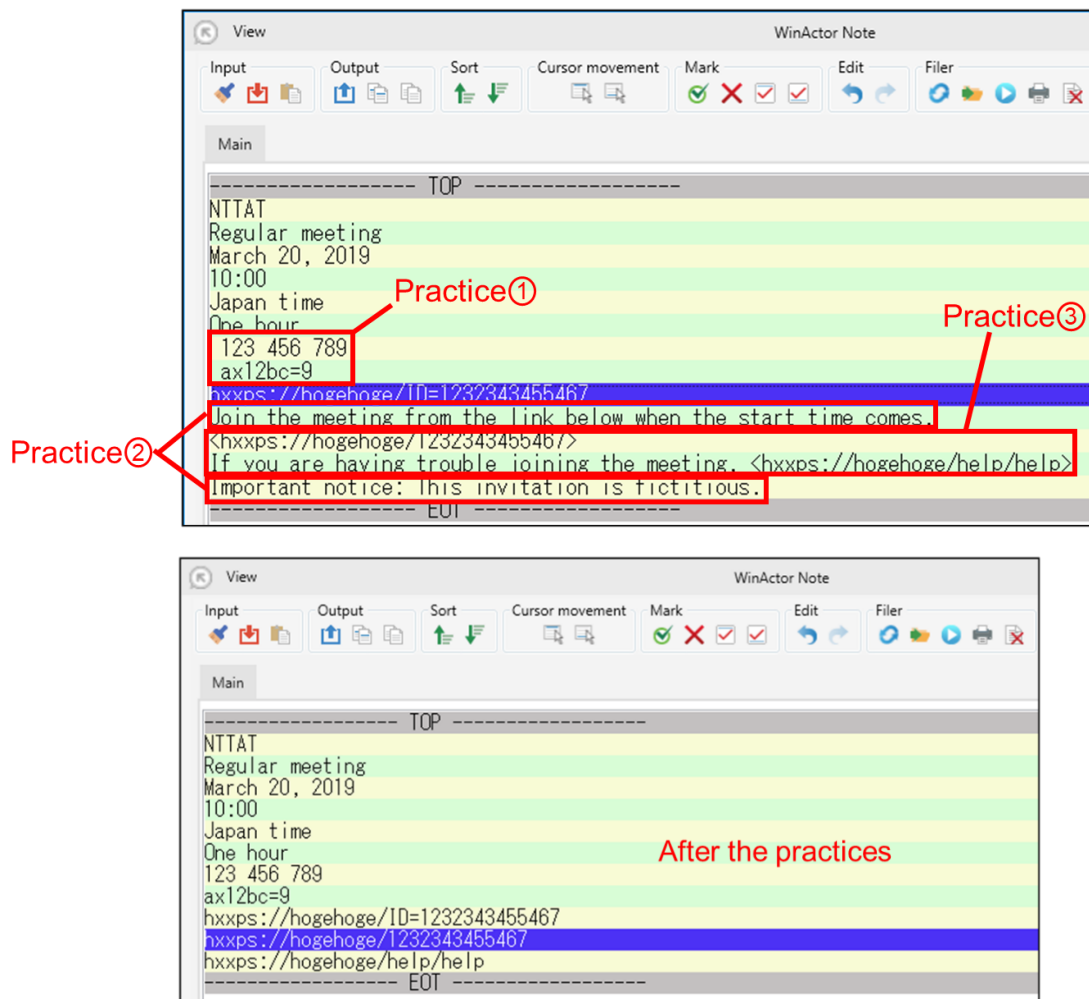 View WinActor Note
Input Output Sort Cursor movement Mark Edit Filer
Main
------------------ TOP ------------------
NTTAT
Regular meeting
March 20, 2019
10:00
Japan time
Practice①
One hour
Practice③
123 456 789
ax12bc=9
hxxps://hogehoge/ID=1232343455467
Join the meeting from the link below when the start time comes.
<hxxps://hogehoge/1232343455467>
Practice②
If you are having trouble joining the meeting, <hxxps://hogehoge/help/help>
Important notice: This invitation is fictitious.
------------------ EOT ------------------
View WinActor Note
Input Output Sort Cursor movement Mark Edit Filer
Main
------------------ TOP ------------------
NTTAT
Regular meeting
March 20, 2019
10:00
Japan time
One hour
After the practices
123 456 789
ax12bc=9
hxxps://hogehoge/ID=1232343455467
hxxps://hogehoge/1232343455467
hxxps://hogehoge/help/help
------------------ EOT ------------------